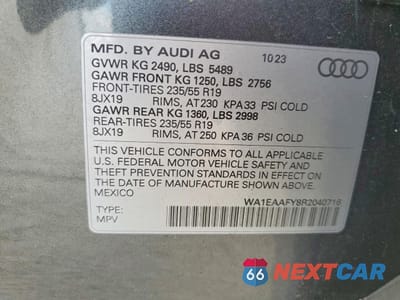 MFD. BY AUDI AG 10 23
GVWR KG 2490, LBS 5489
GAWR FRONT KG 1250, LBS 2756
FRONT-TIRES 235/55 R19
8JX19 RIMS, AT 230 KPA 33 PSI COLD
GAWR REAR KG 1360, LBS 2998
REAR-TIRES 235/55 R19
8JX19 RIMS, AT 250 KPA 36 PSI COLD
THIS VEHICLE CONFORMS TO ALL APPLICABLE
U.S. FEDERAL MOTOR VEHICLE SAFETY AND
THEFT PREVENTION STANDARDS IN EFFECT ON
THE DATE OF MANUFACTURE SHOWN ABOVE.
MEXICO
WA1EAAFY8R2040716
TYPE:
MPV
66 NEXTCAR